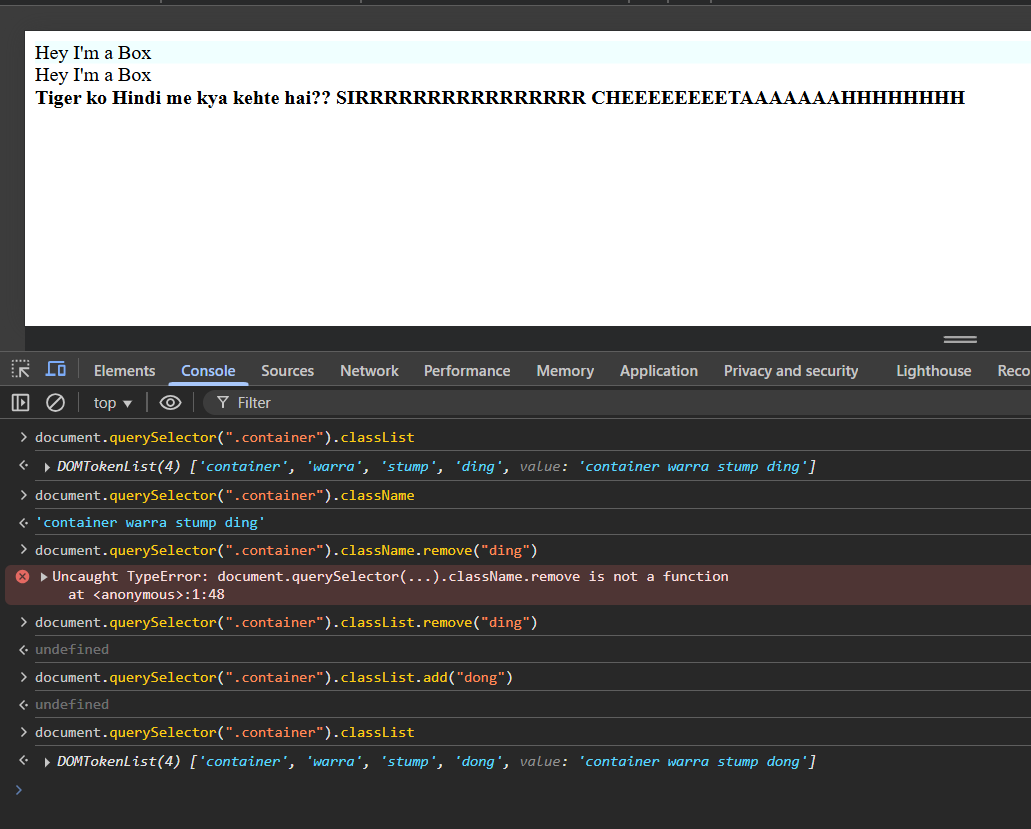 Hey I'm a Box
Hey I'm a Box
Tiger ko Hindi me kya kehte hai?? SIRRRRRRRRRRRRRRRR CHEEEEEEEETAAAAAAAHHHHHHHH
Elements Console Sources Network Performance Memory Application Privacy and security Lighthouse Reco
top Filter
document.querySelector(".container").classList
DOMTokenList(4) ['container', 'warra', 'stump', 'ding', value: 'container warra stump ding']
document.querySelector(".container").className
'container warra stump ding'
document.querySelector(".container").className.remove("ding")
Uncaught TypeError: document.querySelector(...).className.remove is not a function
at <anonymous>:1:48
document.querySelector(".container").classList.remove("ding")
undefined
document.querySelector(".container").classList.add("dong")
undefined
document.querySelector(".container").classList
DOMTokenList(4) ['container', 'warra', 'stump', 'dong', value: 'container warra stump dong']